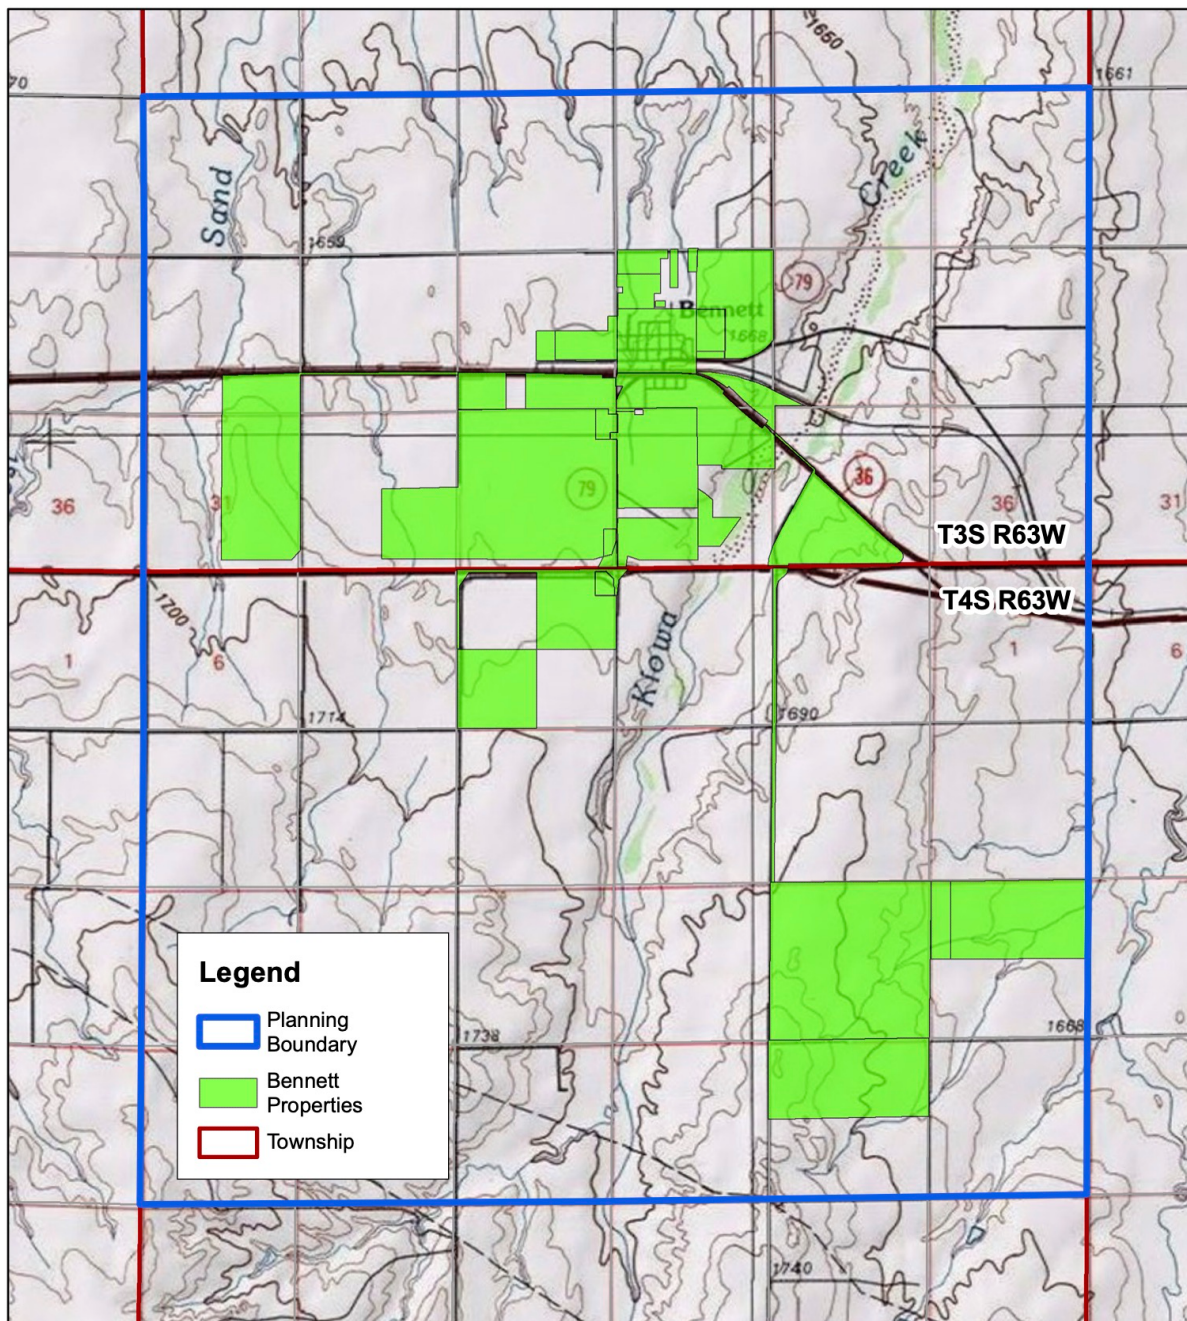 1650
70
1661
Creek
Sand
1659
79
Bennett
1668
36
31
79
36
36
31
T3S R63W
T4S R63W
1700
1
6
Kiowa
1
6
1714
1690
Legend
Planning
Boundary
Bennett
Properties
Township
1738
1668
1740